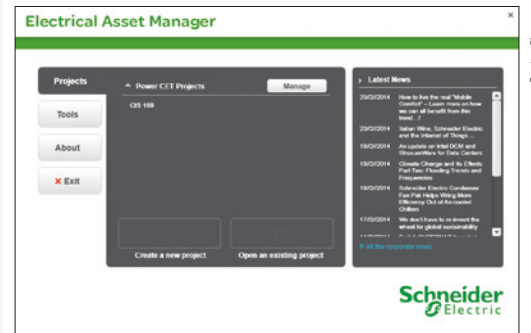 Electrical Asset Manager
×
Projects
Tools
About
× Exit
Power CET Projects
Manage
CIS 100
Create a new project
Open an existing project
Latest News
20/2/2014 How to live the real "Mobile
Comfort" – Learn more on how
we can all benefit from this
trend ..!
20/2/2014 Italian Wine, Schneider Electric
and the Internet of Things ...
19/2/2014 An update on Intel DCM and
StruxureWare for Data Centers
19/2/2014 Climate Change and its Effects
Part Two: Flooding Trends and
Frequencies
18/2/2014 Schneider Electric Condenser
Fan Pak Helps Wring More
Efficiency Out of Air-cooled
Chillers
17/2/2014 We don't have to re-invent the
wheel for global sustainability
All the corporate news
Schneider
Electric